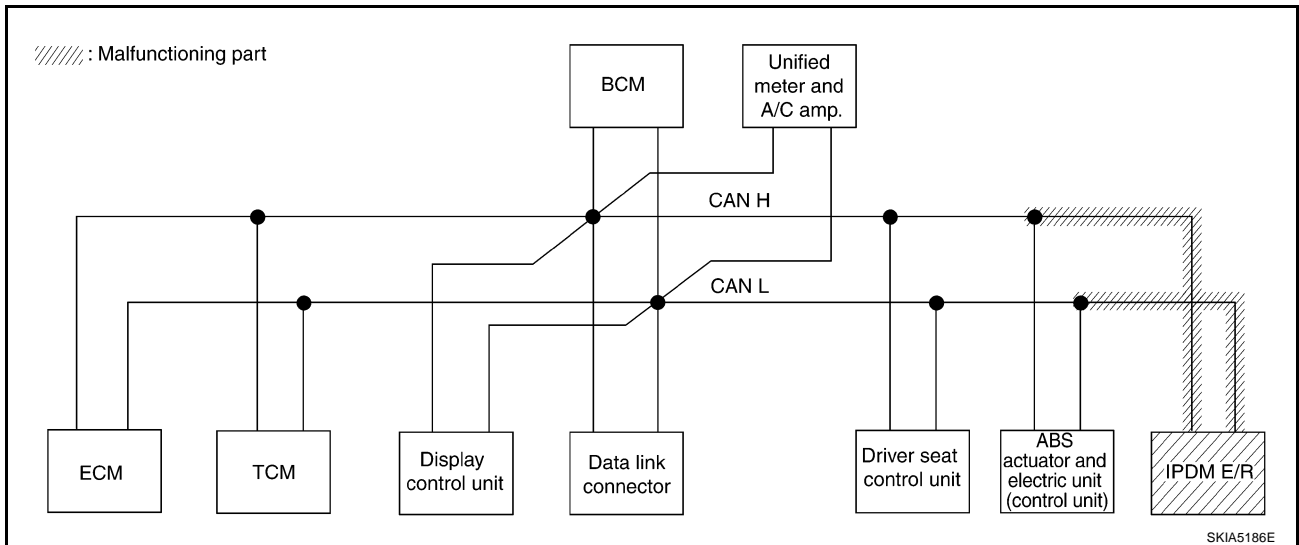 : Malfunctioning part
BCM
Unified
meter and
A/C amp.
CAN H
CAN L
ECM
TCM
Display
control unit
Data link
connector
Driver seat
control unit
ABS
actuator and
electric unit
(control unit)
IPDM E/R
SKIA5186E